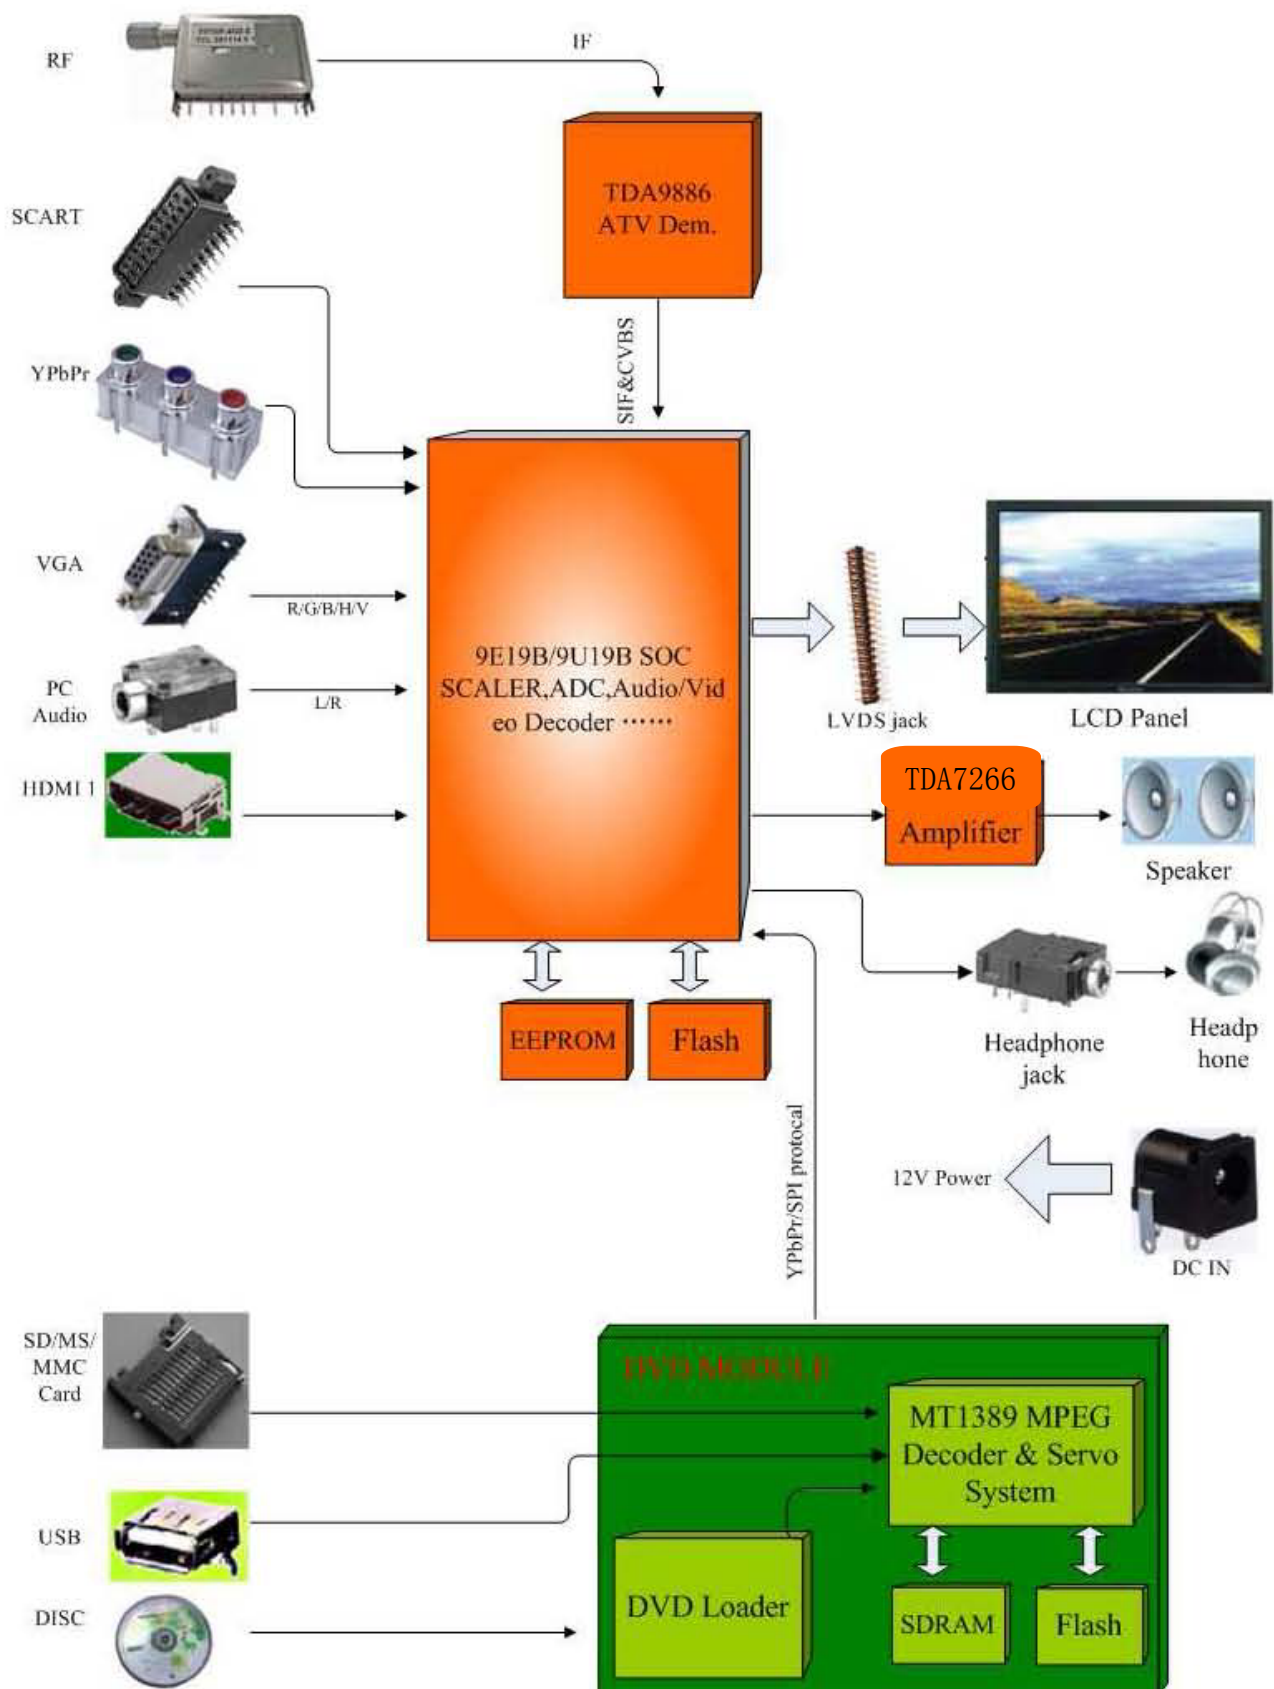 RF
IF
TDA9886
ATV Dem.
SCART
SIF&CVBS
YPbPr
VGA
R/G/B/H/V
9E19B/9U19B SOC
SCALER,ADC,Audio/Vid
eo Decoder ······
PC
Audio
L/R
LVDS jack
LCD Panel
HDMI 1
TDA7266
Amplifier
Speaker
EEPROM
Flash
Headphone
jack
Headp
hone
YPbPr/SPI protocal
12V Power
DC IN
SD/MS/
MMC
Card
DVD MODULE
MT1389 MPEG
Decoder & Servo
System
USB
DISC
DVD Loader
SDRAM
Flash